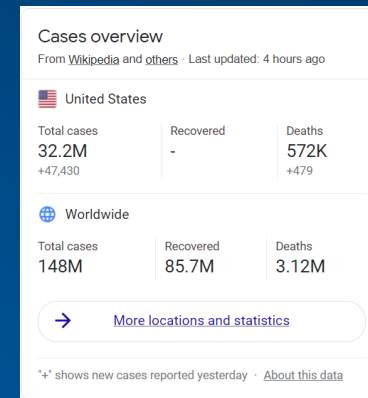 Cases overview
From Wikipedia and others · Last updated: 4 hours ago
United States
Total cases Recovered Deaths
32.2M - 572K
+47,430 +479
Worldwide
Total cases Recovered Deaths
148M 85.7M 3.12M
More locations and statistics
"+" shows new cases reported yesterday · About this data